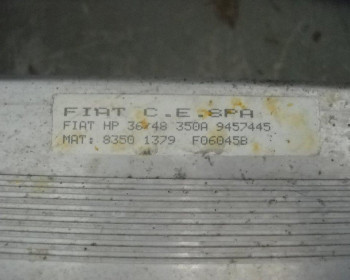 FIAT C.E.SPA
FIAT HP 36/48 350A 9457445
MAT: 8350 1379 F06045B